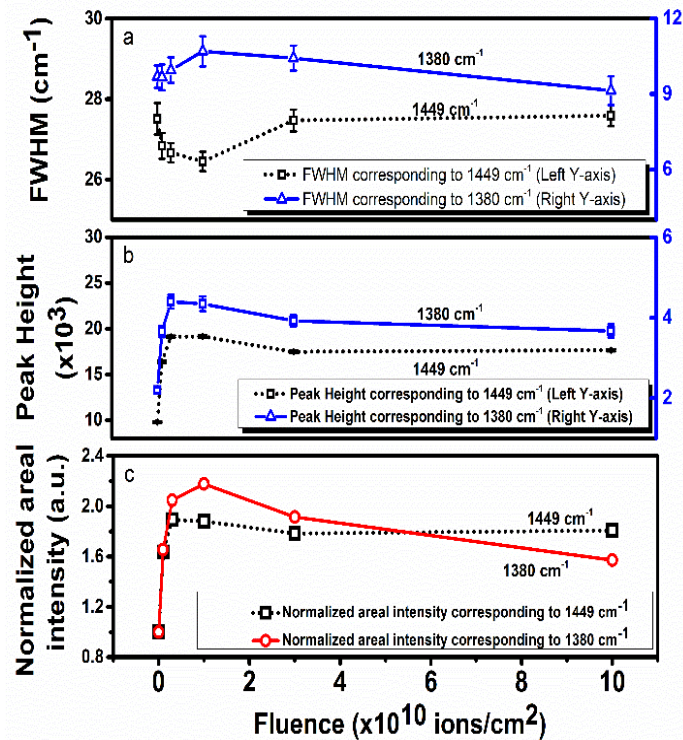 a
30
28
26
FWHM (cm⁻¹)
12
9
6
1380 cm⁻¹
1449 cm⁻¹
FWHM corresponding to 1449 cm⁻¹ (Left Y-axis)
FWHM corresponding to 1380 cm⁻¹ (Right Y-axis)
b
30
25
20
15
10
Peak Height
(x10³)
6
4
2
1380 cm⁻¹
1449 cm⁻¹
Peak Height corresponding to 1449 cm⁻¹ (Left Y-axis)
Peak Height corresponding to 1380 cm⁻¹ (Right Y-axis)
c
2.4
2.0
1.6
1.2
0.8
Normalized areal
intensity (a.u.)
1449 cm⁻¹
1380 cm⁻¹
Normalized areal intensity corresponding to 1449 cm⁻¹
Normalized areal intensity corresponding to 1380 cm⁻¹
0 2 4 6 8 10
Fluence (x10¹⁰ ions/cm²)